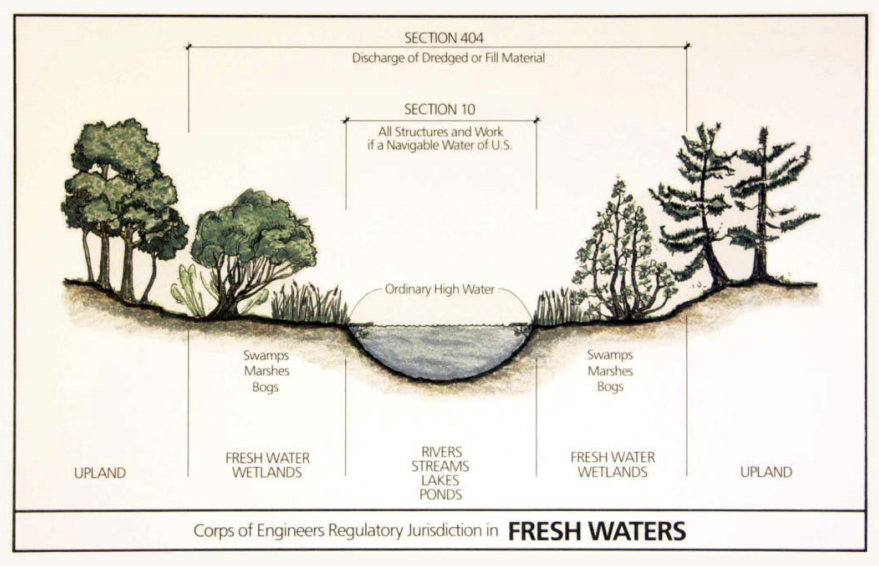 SECTION 404
Discharge of Dredged or Fill Material
SECTION 10
All Structures and Work
if a Navigable Water of U.S.
Ordinary High Water
Swamps
Marshes
Bogs
Swamps
Marshes
Bogs
UPLAND
FRESH WATER
WETLANDS
RIVERS
STREAMS
LAKES
PONDS
FRESH WATER
WETLANDS
UPLAND
Corps of Engineers Regulatory Jurisdiction in FRESH WATERS